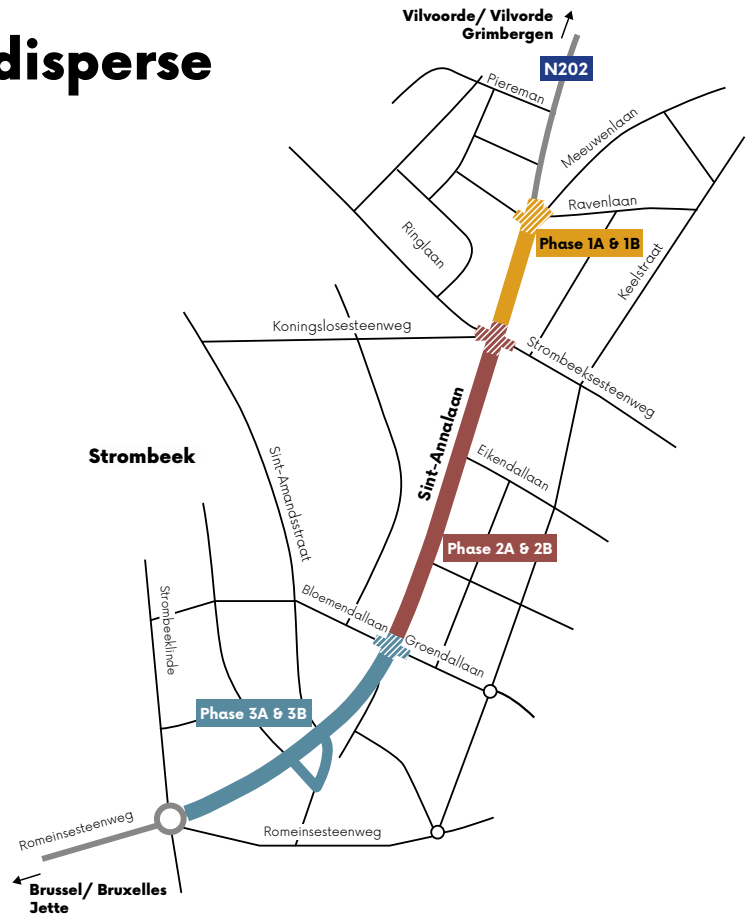 disperse
Vilvoorde/ Vilvorde
Grimbergen
N202
Piereman
Meeuwenlaan
Ravenlaan
Phase 1A & 1B
Ringlaan
Keelstraat
Koningslosesteenweg
Strombeeksesteenweg
Sint-Annalaan
Strombeek
Sint-Amandsstraat
Eikendallaan
Phase 2A & 2B
Strombeeklinde
Bloemendallaan
Groendallaan
Phase 3A & 3B
Romeinsesteenweg
Romeinsesteenweg
Brussel/ Bruxelles
Jette